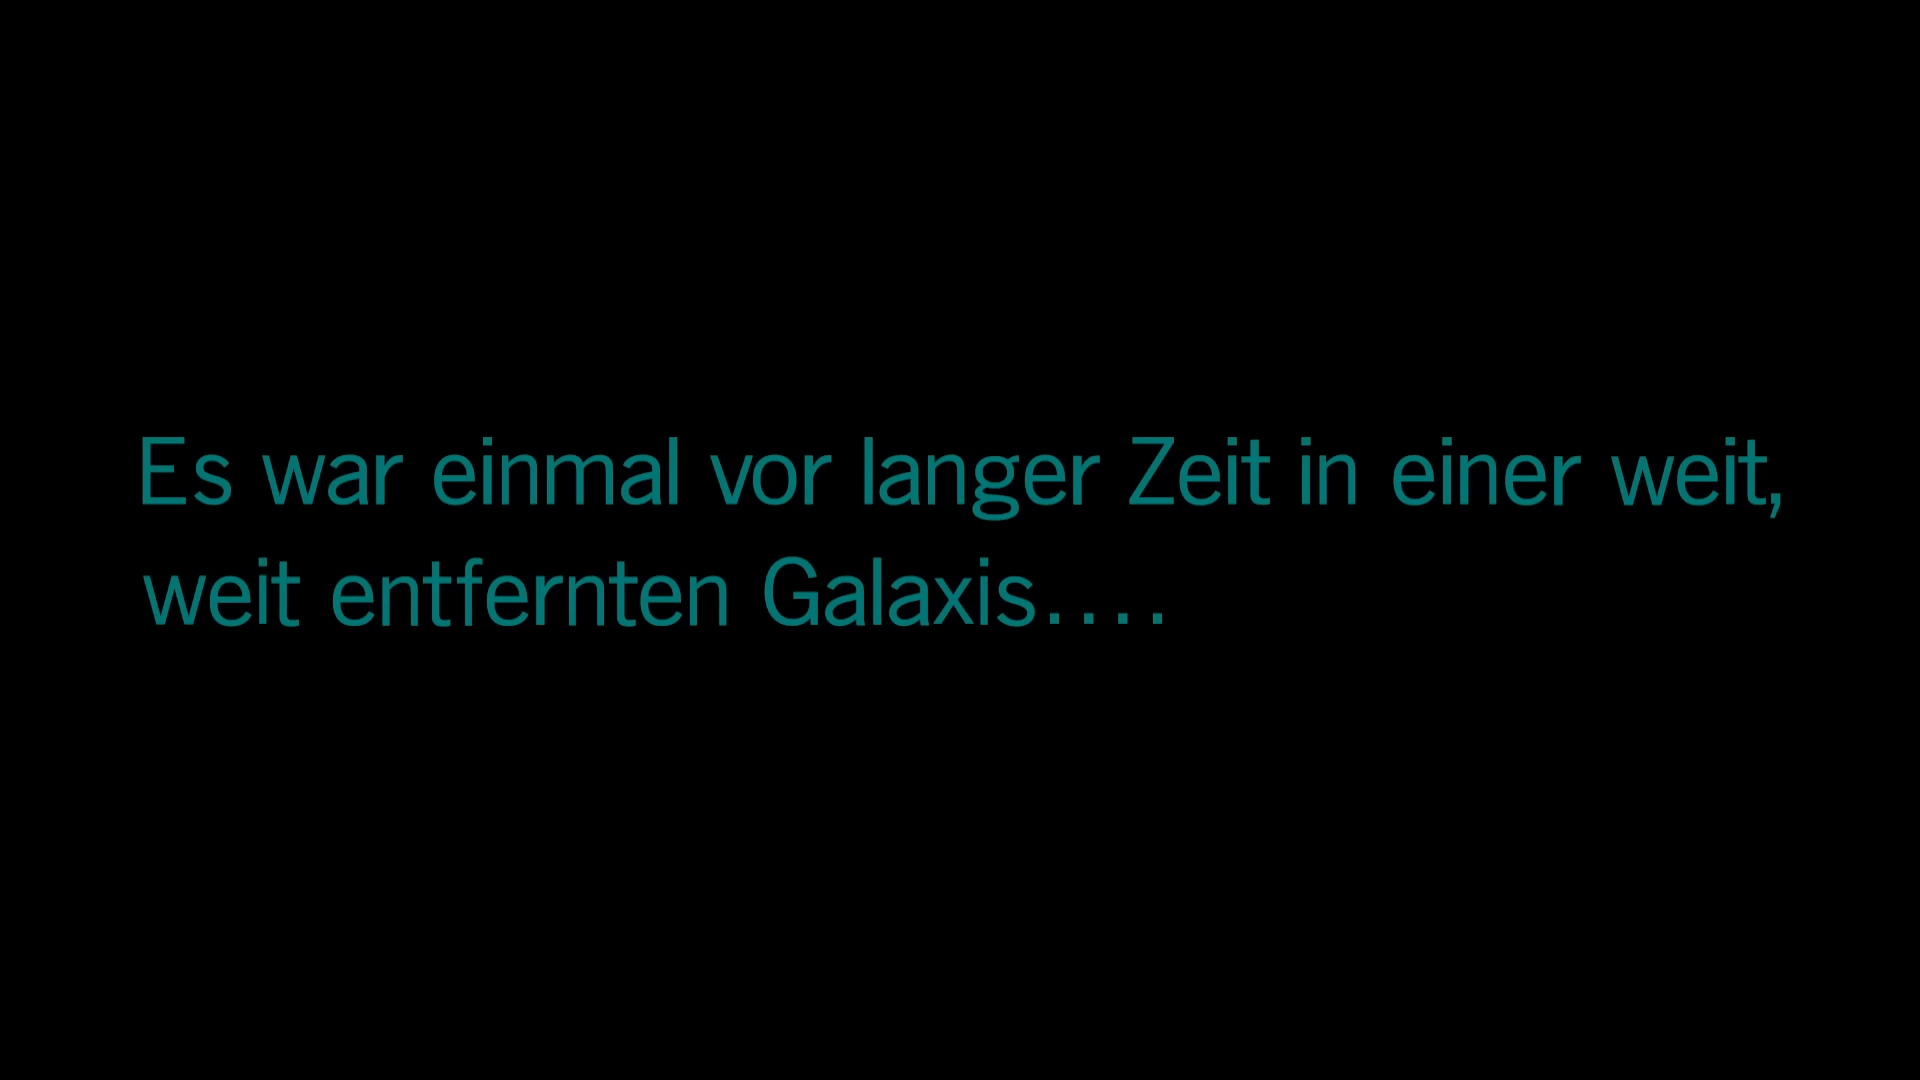 Es war einmal vor langer Zeit in einer weit,
weit entfernten Galaxis....